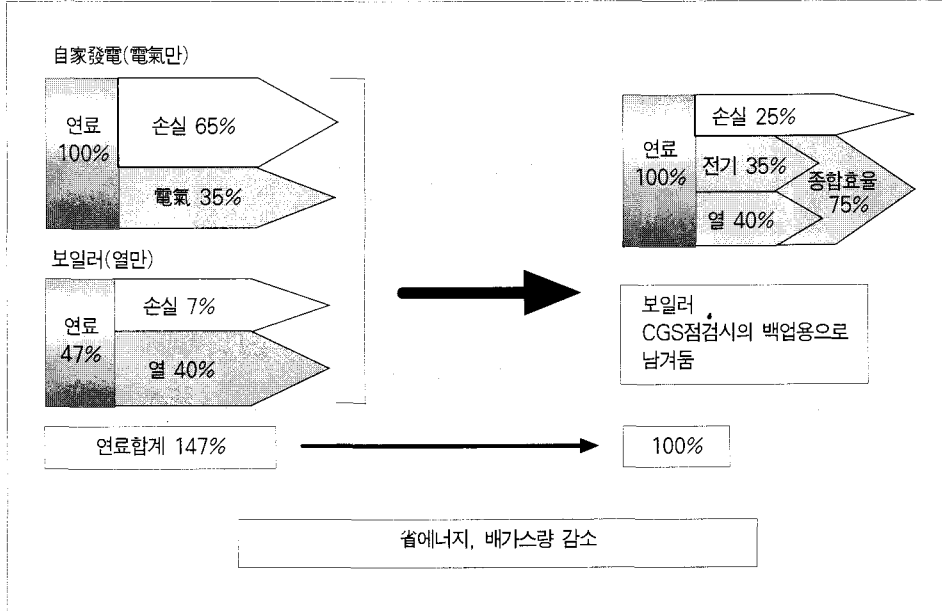 自家發電(電氣만)
연료
100%
손실 65%
電氣 35%
보일러(열만)
연료
47%
손실 7%
열 40%
연료합계 147%
연료
100%
손실 25%
전기 35%
열 40%
종합효율
75%
보일러
CGS점검시의 백업용으로
남겨둠
100%
省에너지, 배가스량 감소